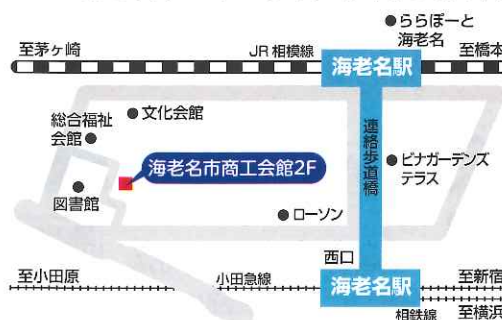 ららぽーと
海老名
至茅ヶ崎
JR相模線
海老名駅
至橋本
総合福祉
会館
文化会館
海老名市商工会館2F
連絡歩道橋
ビナガーデンズ
テラス
図書館
ローソン
西口
至小田原
小田急線
海老名駅
至新宿
相鉄線
至横浜